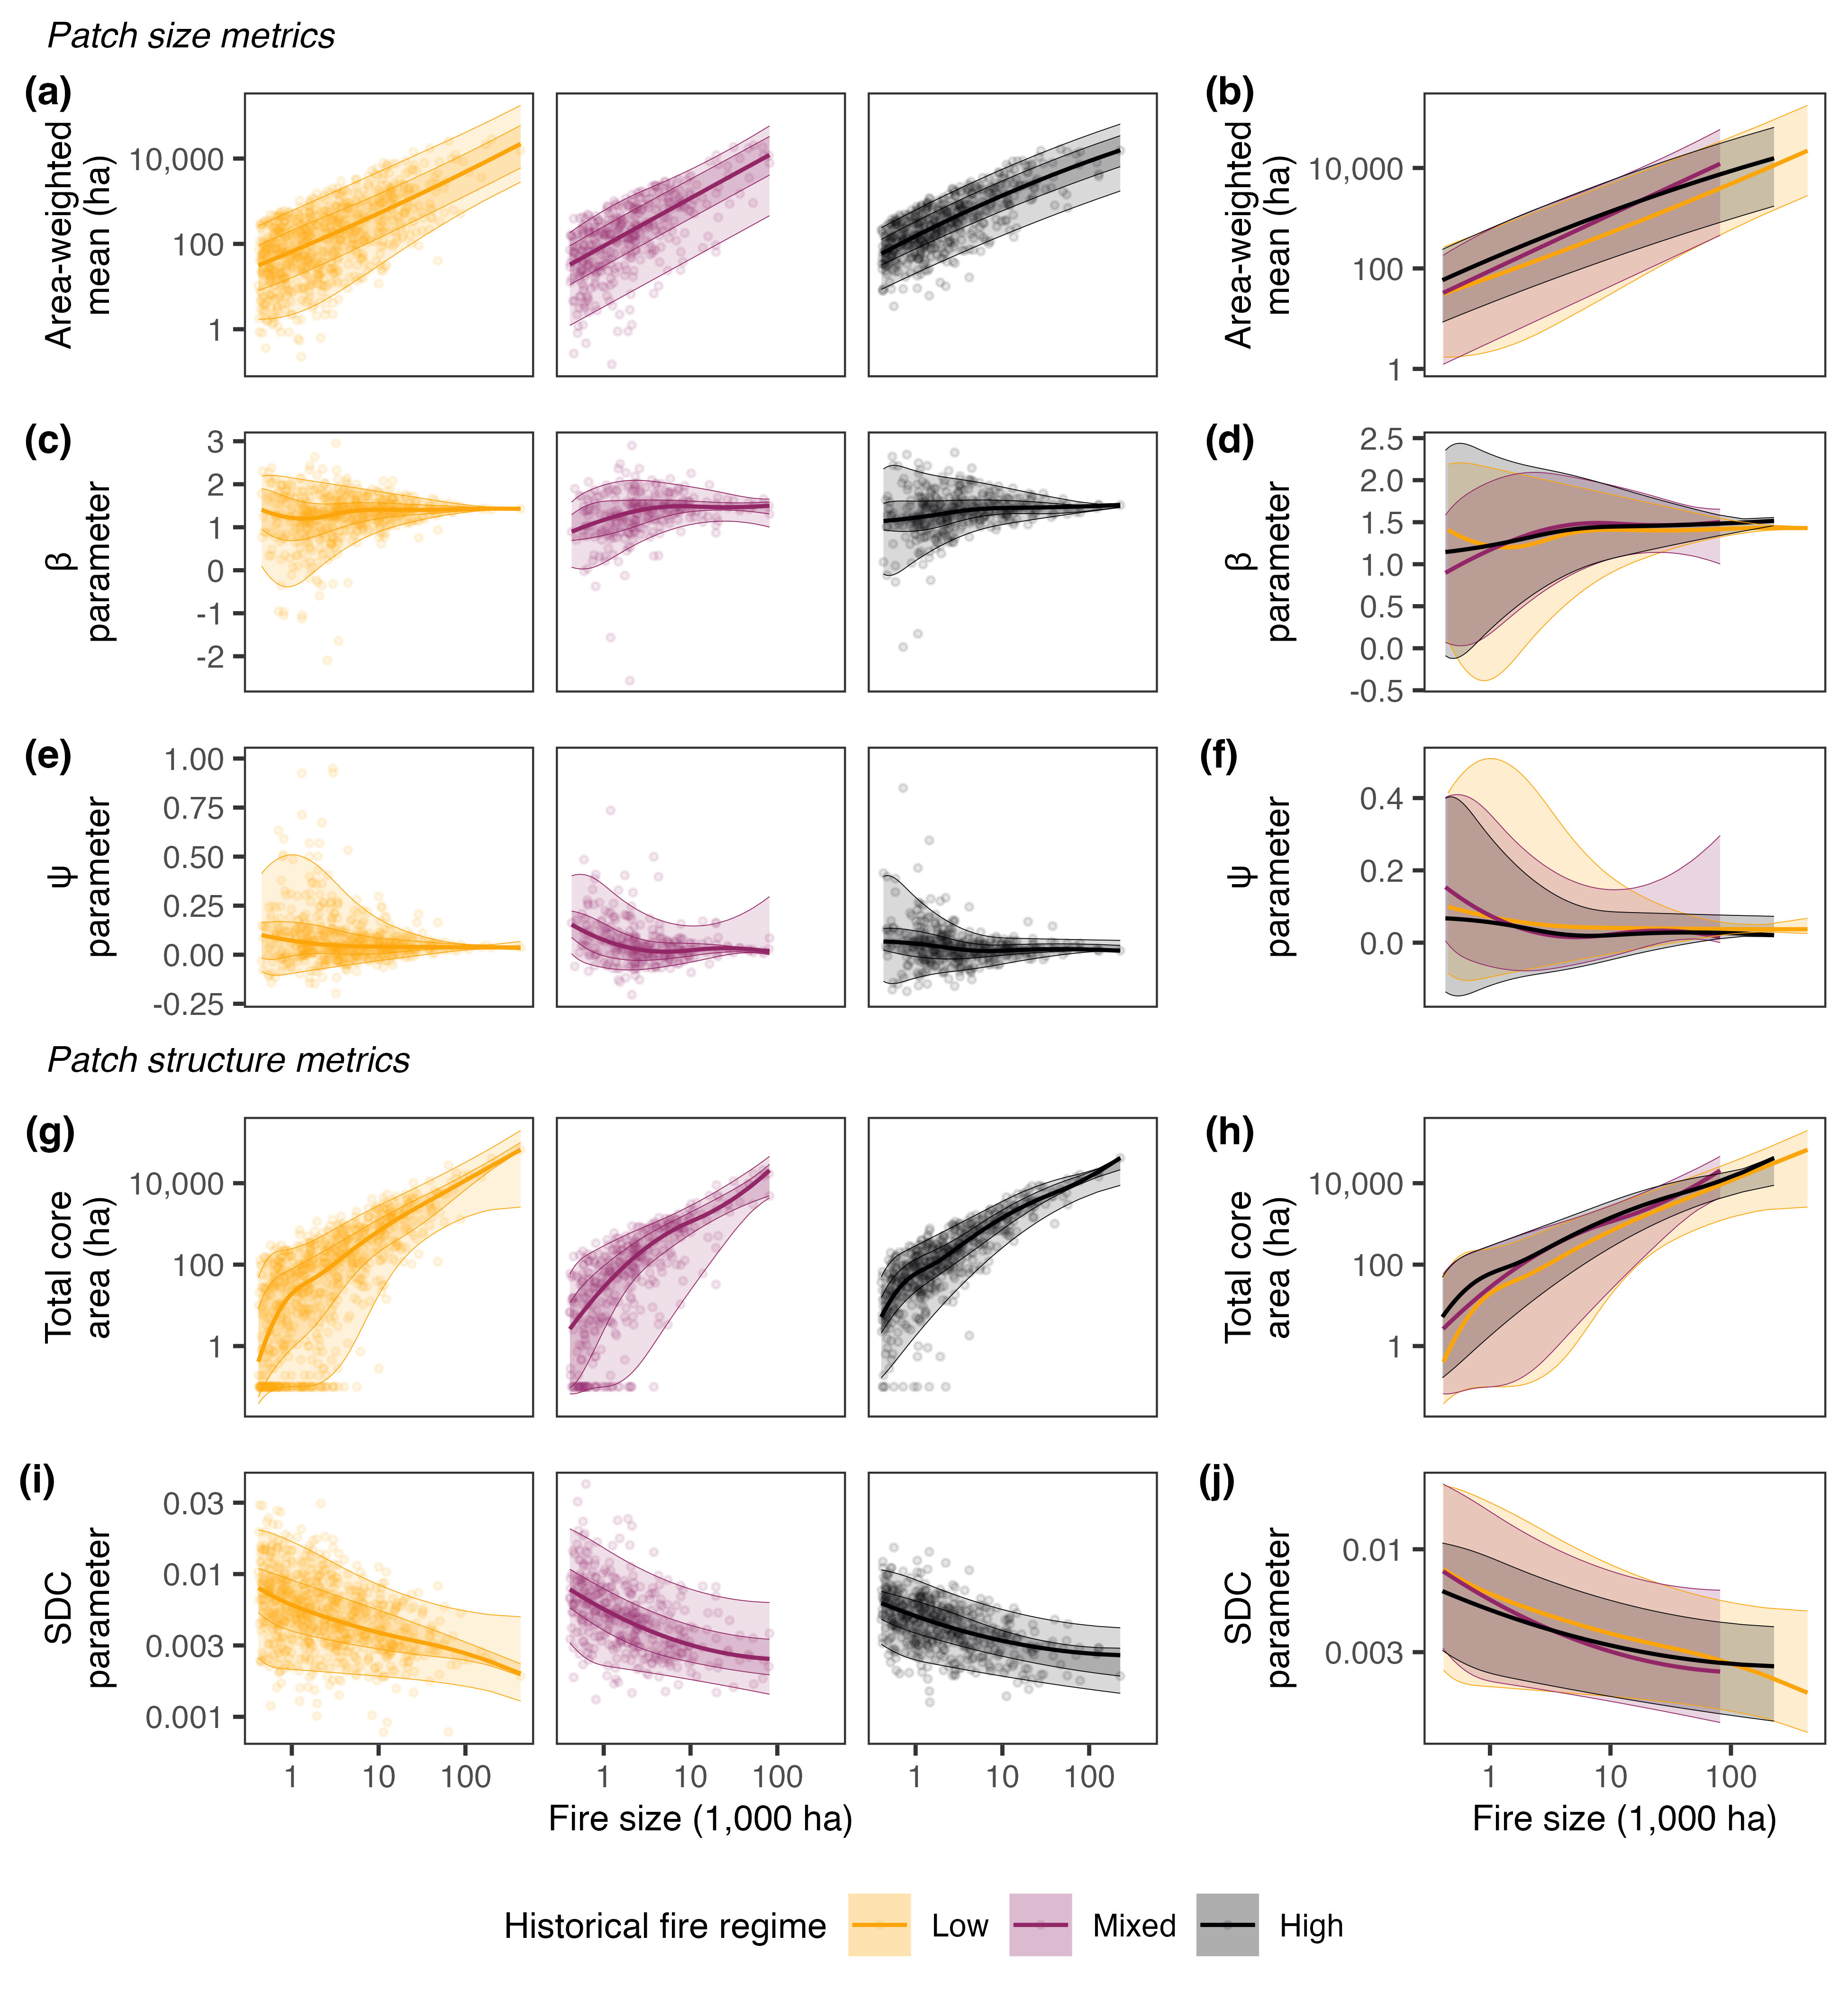 Patch size metrics
(a)
Area-weighted
mean (ha)
10,000
100
1
(b)
Area-weighted
mean (ha)
10,000
100
1
(c)
β
parameter
3
2
1
0
-1
-2
(d)
β
parameter
2.5
2.0
1.5
1.0
0.5
0.0
-0.5
(e)
ψ
parameter
1.00
0.75
0.50
0.25
0.00
-0.25
(f)
ψ
parameter
0.4
0.2
0.0
Patch structure metrics
(g)
Total core
area (ha)
10,000
100
1
(h)
Total core
area (ha)
10,000
100
1
(i)
SDC
parameter
0.03
0.01
0.003
0.001
(j)
SDC
parameter
0.01
0.003
1 10 100 1 10 100 1 10 100
Fire size (1,000 ha)
1 10 100
Fire size (1,000 ha)
Historical fire regime Low Mixed High